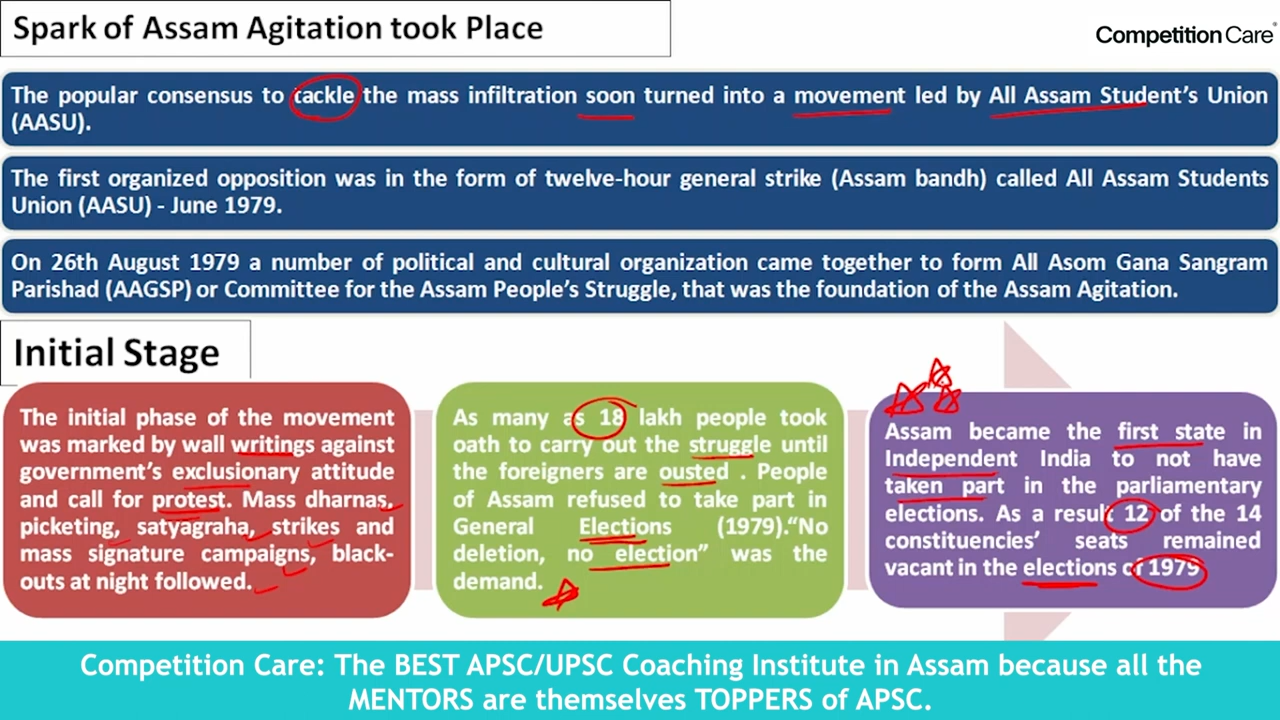 Spark of Assam Agitation took Place
Competition Care
The popular consensus to tackle the mass infiltration soon turned into a movement led by All Assam Student's Union
(AASU).
The first organized opposition was in the form of twelve-hour general strike (Assam bandh) called All Assam Students
Union (AASU) - June 1979.
On 26th August 1979 a number of political and cultural organization came together to form All Asom Gana Sangram
Parishad (AAGSP) or Committee for the Assam People's Struggle, that was the foundation of the Assam Agitation.
Initial Stage
The initial phase of the movement
was marked by wall writings against
government's exclusionary attitude
and call for protest. Mass dharnas,
picketing, satyagraha, strikes and
mass signature campaigns, black-
outs at night followed.
As many as 18 lakh people took
oath to carry out the struggle until
the foreigners are ousted . People
of Assam refused to take part in
General Elections (1979).“No
deletion, no election” was the
demand.
Assam became the first state in
Independent India to not have
taken part in the parliamentary
elections. As a result 12 of the 14
constituencies' seats remained
vacant in the elections of 1979
Competition Care: The BEST APSC/UPSC Coaching Institute in Assam because all the
MENTORS are themselves TOPPERS of APSC.